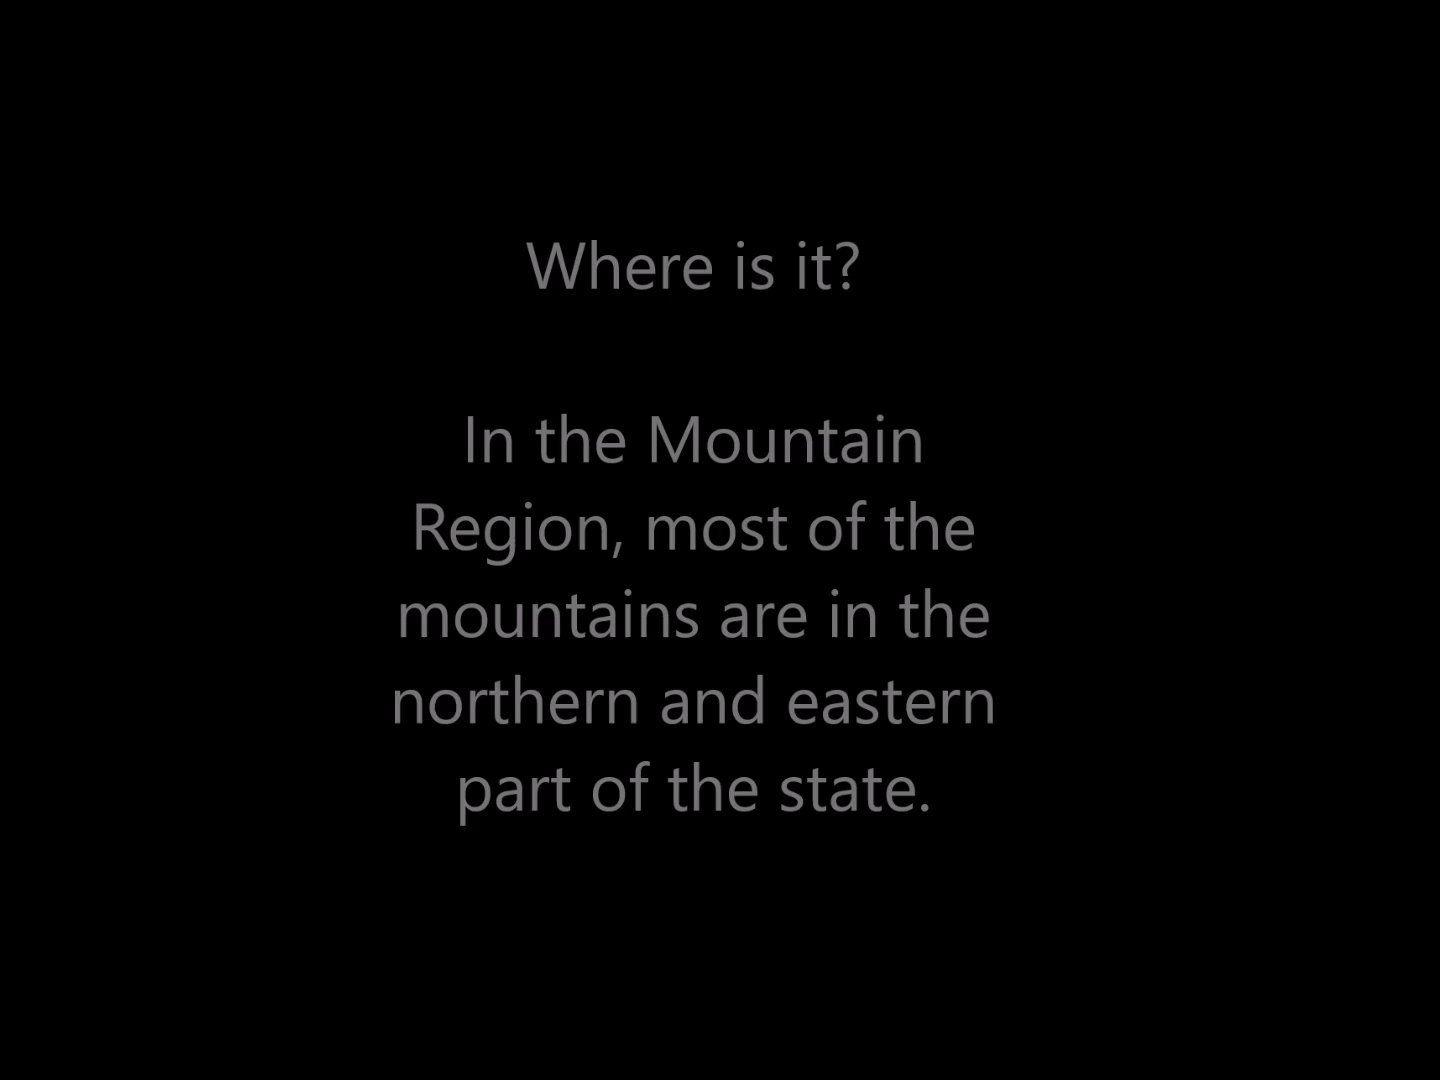 Where is it?
In the Mountain
Region, most of the
mountains are in the
northern and eastern
part of the state.